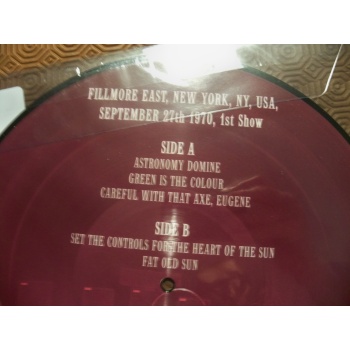 FILLMORE EAST, NEW YORK, NY, USA,
SEPTEMBER 27th 1970, 1st Show
SIDE A
ASTRONOMY DOMINE
GREEN IS THE COLOUR
CAREFUL WITH THAT AXE, EUGENE
SIDE B
SET THE CONTROLS FOR THE HEART OF THE SUN
FAT OLD SUN